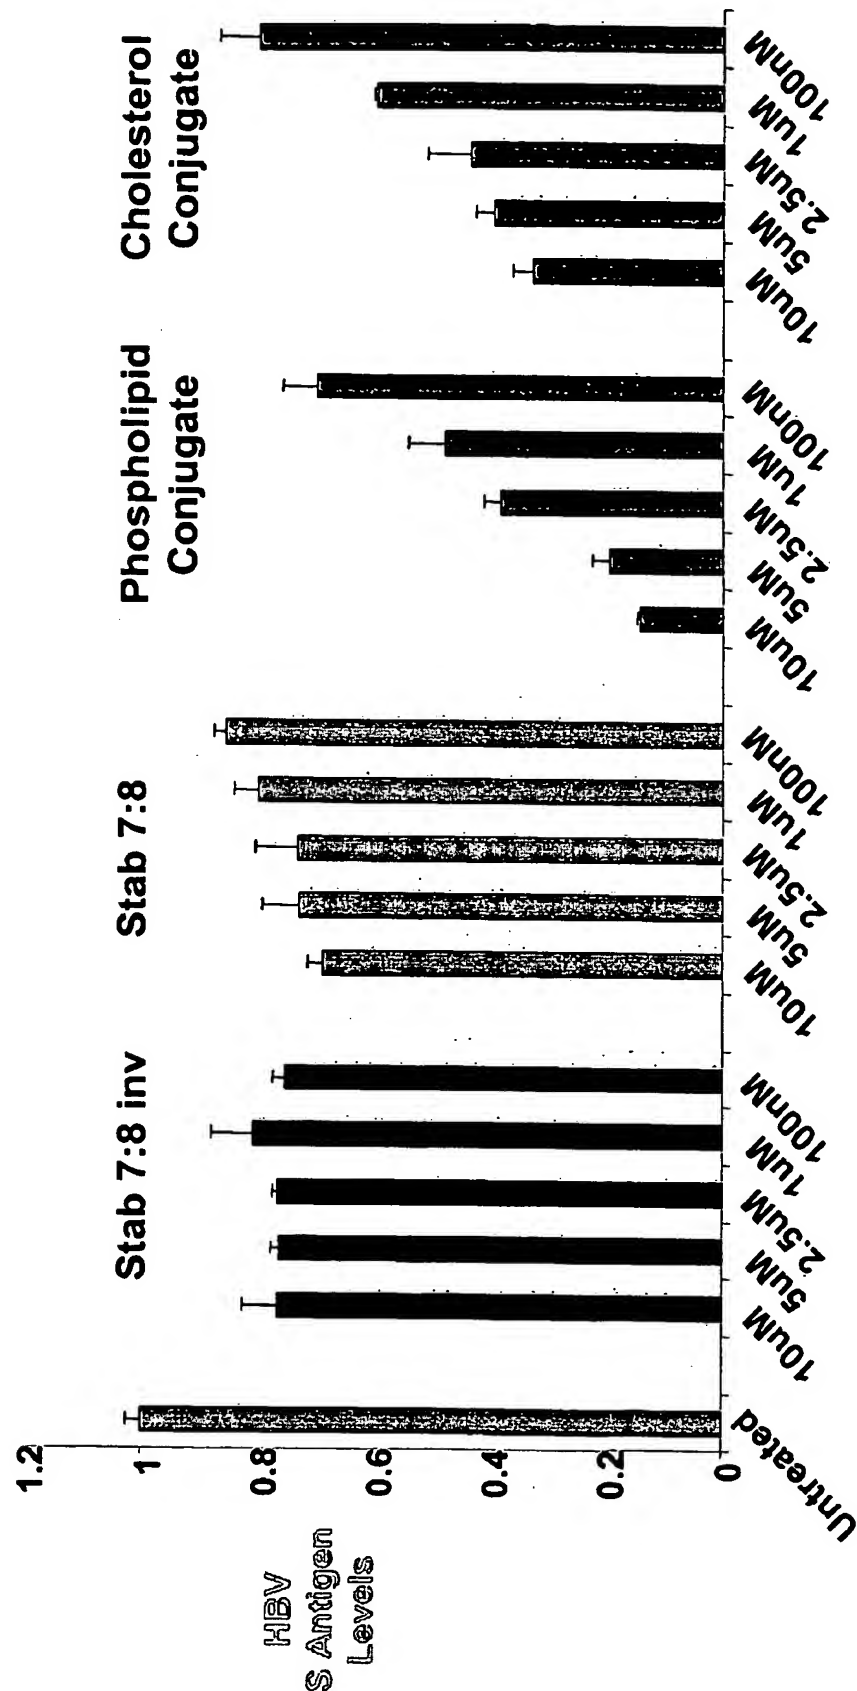 Stab 7:8 inv
Stab 7:8
Phospholipid
Conjugate
Cholesterol
Conjugate
HBV
S Antigen
Levels
1.2
1
0.8
0.6
0.4
0.2
0
Untreated
10uM
5uM
2.5uM
1uM
100nM
10uM
5uM
2.5uM
1uM
100nM
10uM
5uM
2.5uM
1uM
100nM
10uM
5uM
2.5uM
1uM
100nM